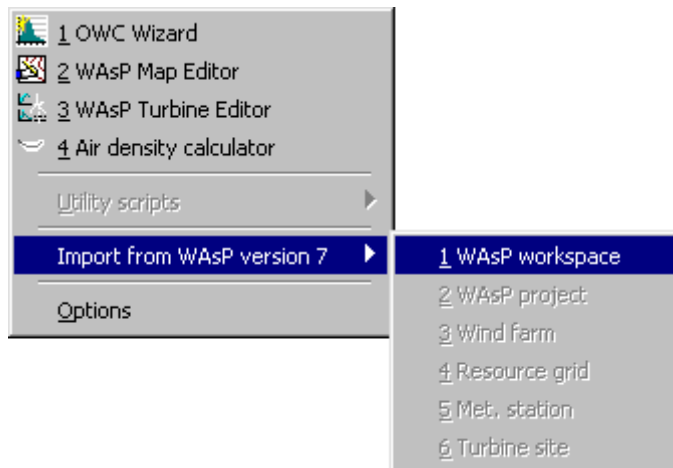 1 OWC Wizard
2 WAsP Map Editor
3 WAsP Turbine Editor
4 Air density calculator
Utility scripts
Import from WAsP version 7
Options
1 WAsP workspace
2 WAsP project
3 Wind farm
4 Resource grid
5 Met. station
6 Turbine site